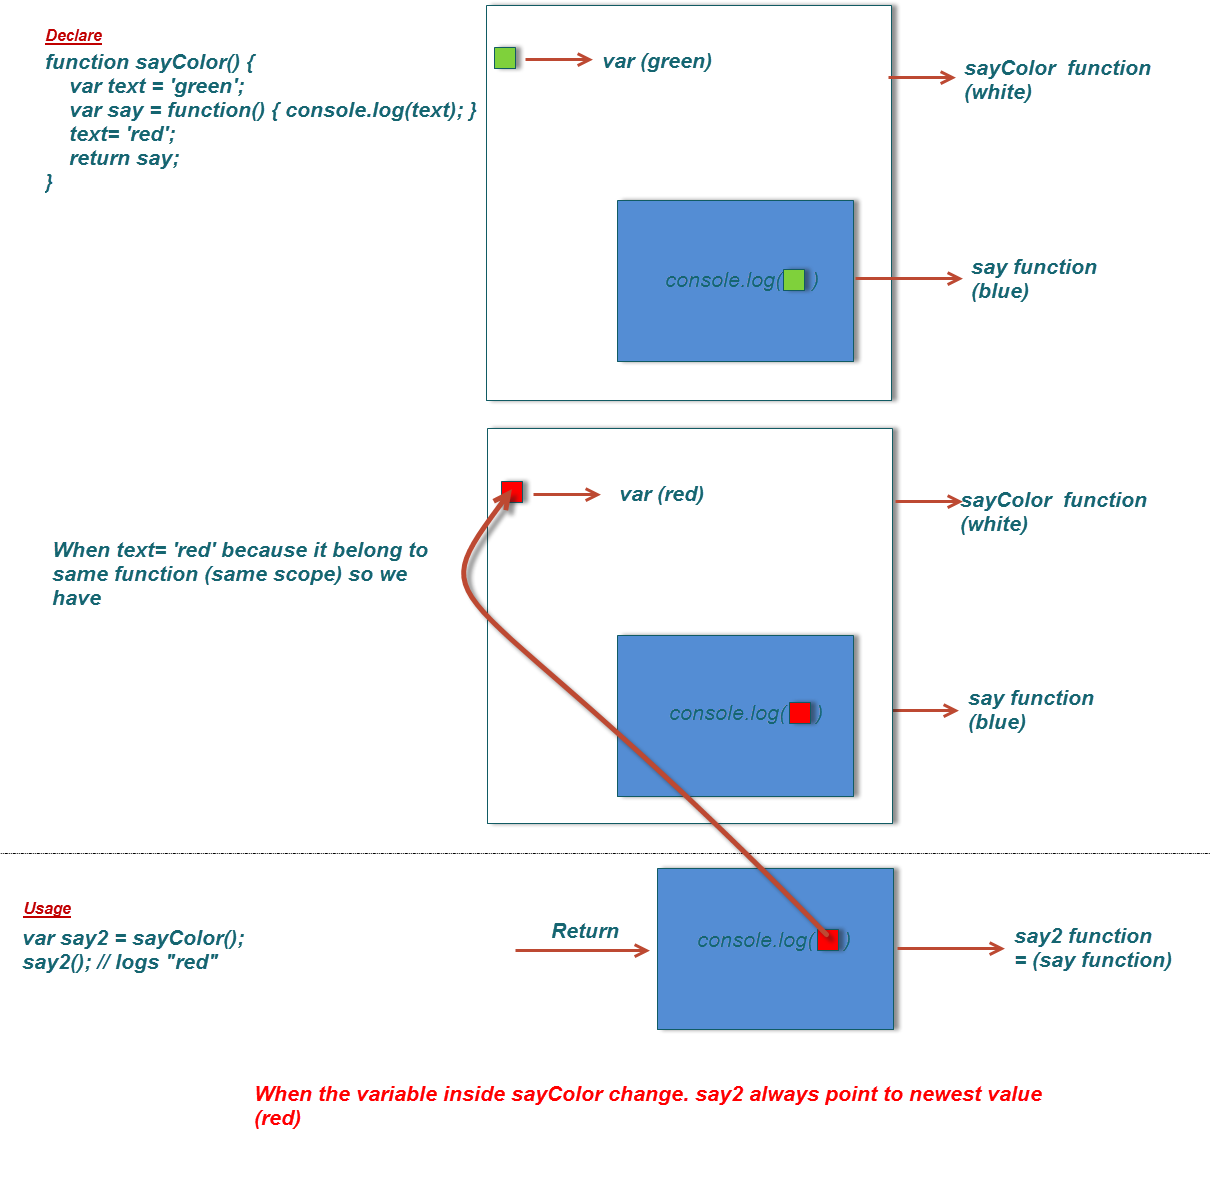 Declare
function sayColor() {
var text = 'green';
var say = function() { console.log(text); }
text= 'red';
return say;
}
var (green)
sayColor  function
(white)
console.log( )
say function
(blue)
var (red)
sayColor  function
(white)
When text= 'red' because it belong to
same function (same scope) so we
have
console.log( )
say function
(blue)
Usage
var say2 = sayColor();
say2(); // logs "red"
Return
console.log( )
say2 function
= (say function)
When the variable inside sayColor change. say2 always point to newest value
(red)